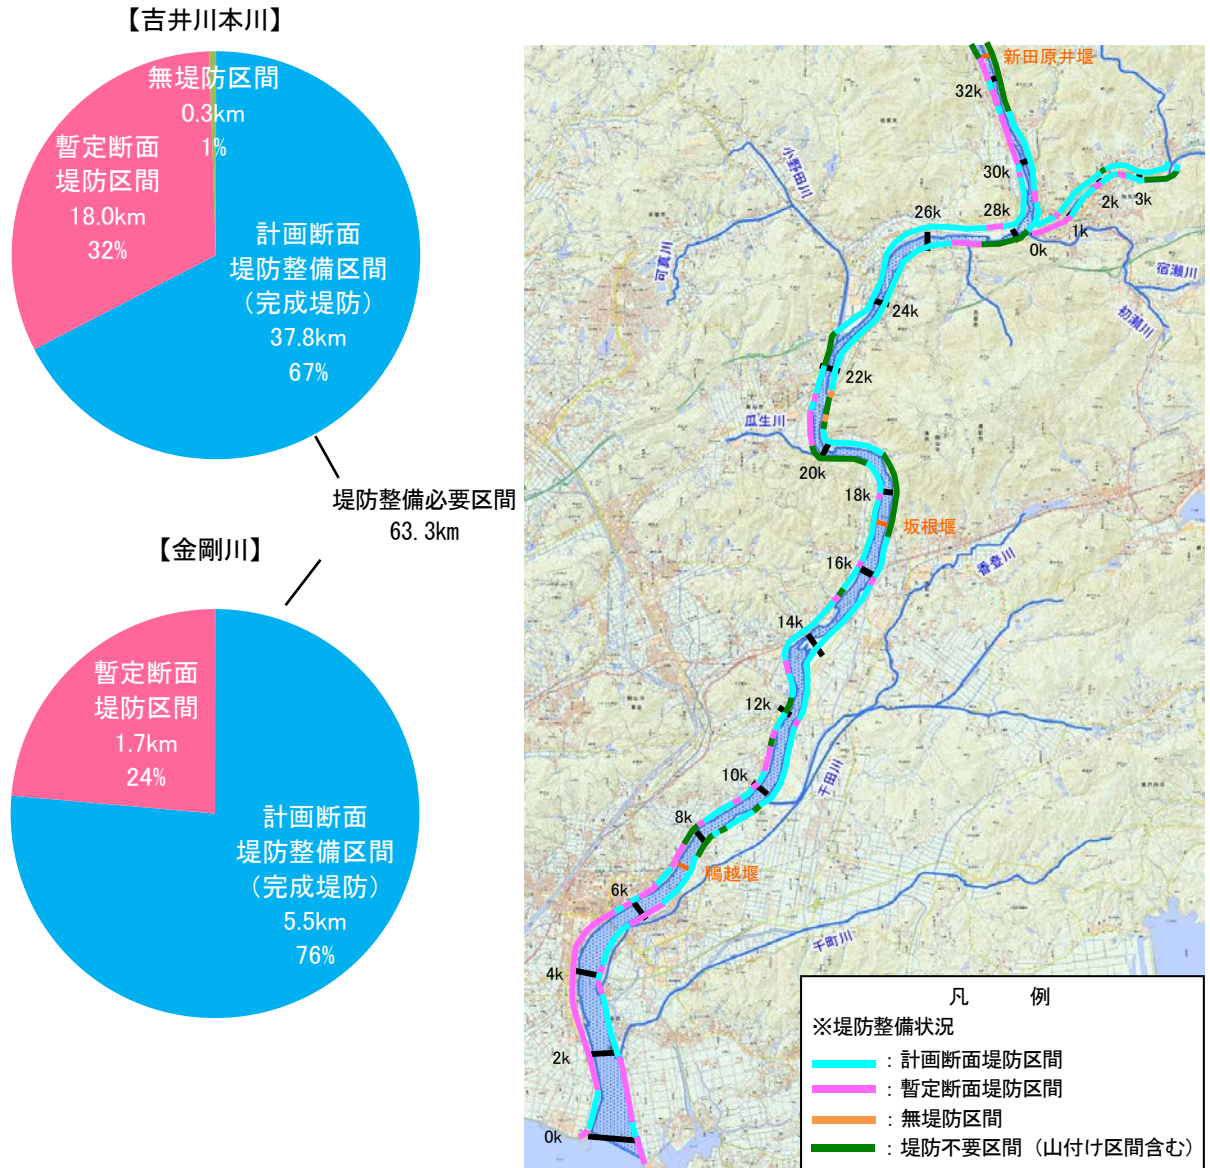 【吉井川本川】
無堤防区間
0.3km
1%
暫定断面
堤防区間
18.0km
32%
計画断面
堤防整備区間
(完成堤防)
37.8km
67%
堤防整備必要区間
63.3km
【金剛川】
暫定断面
堤防区間
1.7km
24%
計画断面
堤防整備区間
(完成堤防)
5.5km
76%
新田原井堰
32k
30k
小野田川
可真川
26k
28k
0k
1k
2k
3k
宿瀬川
初瀬川
24k
22k
瓜生川
20k
18k
坂根堰
16k
香登川
14k
12k
10k
千田川
8k
鴨越堰
6k
千町川
4k
2k
0k
凡 例
※堤防整備状況
:計画断面堤防区間
:暫定断面堤防区間
:無堤防区間
:堤防不要区間(山付け区間含む)